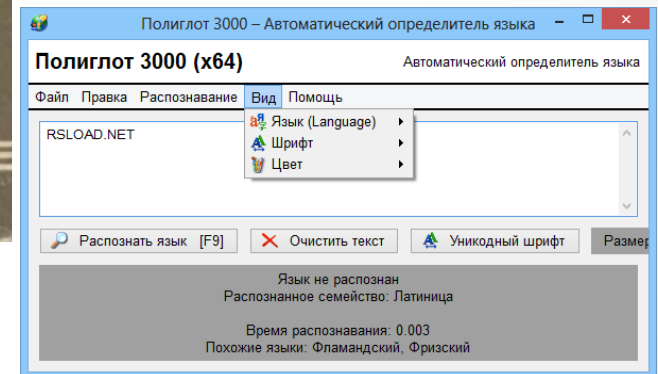 Полиглот 3000 – Автоматический определитель языка
Полиглот 3000 (x64) Автоматический определитель языка
Файл Правка Распознавание Вид Помощь
RSLOAD.NET
Язык (Language)
Шрифт
Цвет
Распознать язык [F9] Очистить текст Уникодный шрифт Размер
Язык не распознан
Распознанное семейство: Латиница
Время распознавания: 0.003
Похожие языки: Фламандский, Фризский